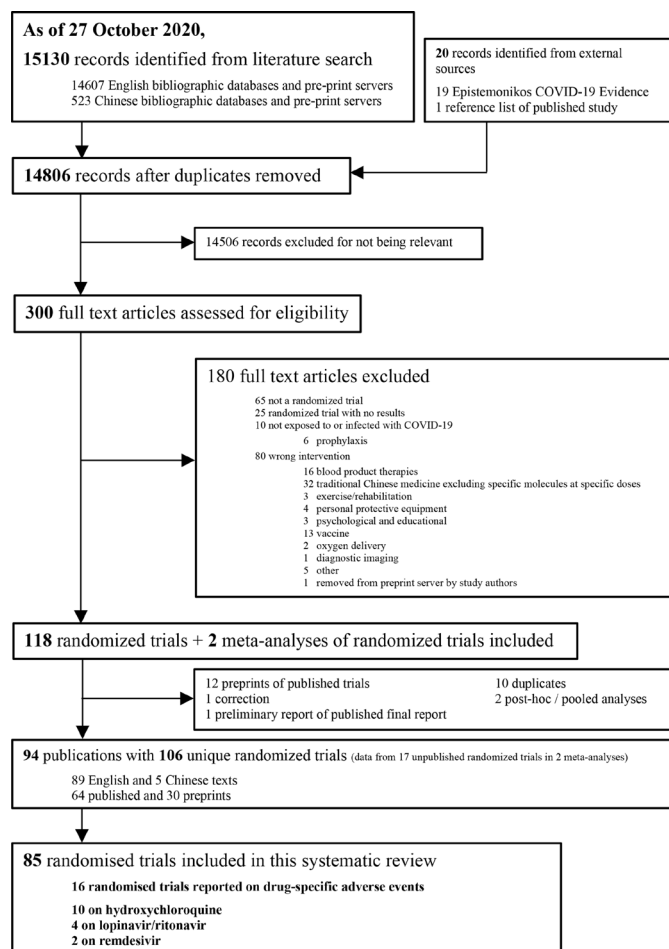 As of 27 October 2020,
15130 records identified from literature search
14607 English bibliographic databases and pre-print servers
523 Chinese bibliographic databases and pre-print servers
20 records identified from external
sources
19 Epistemonikos COVID-19 Evidence
1 reference list of published study
14806 records after duplicates removed
14506 records excluded for not being relevant
300 full text articles assessed for eligibility
180 full text articles excluded
65 not a randomized trial
25 randomized trial with no results
10 not exposed to or infected with COVID-19
6 prophylaxis
80 wrong intervention
16 blood product therapies
32 traditional Chinese medicine excluding specific molecules at specific doses
3 exercise/rehabilitation
4 personal protective equipment
3 psychological and educational
13 vaccine
2 oxygen delivery
1 diagnostic imaging
5 other
1 removed from preprint server by study authors
118 randomized trials + 2 meta-analyses of randomized trials included
12 preprints of published trials
1 correction
1 preliminary report of published final report
10 duplicates
2 post-hoc / pooled analyses
94 publications with 106 unique randomized trials (data from 17 unpublished randomized trials in 2 meta-analyses)
89 English and 5 Chinese texts
64 published and 30 preprints
85 randomised trials included in this systematic review
16 randomised trials reported on drug-specific adverse events
10 on hydroxychloroquine
4 on lopinavir/ritonavir
2 on remdesivir